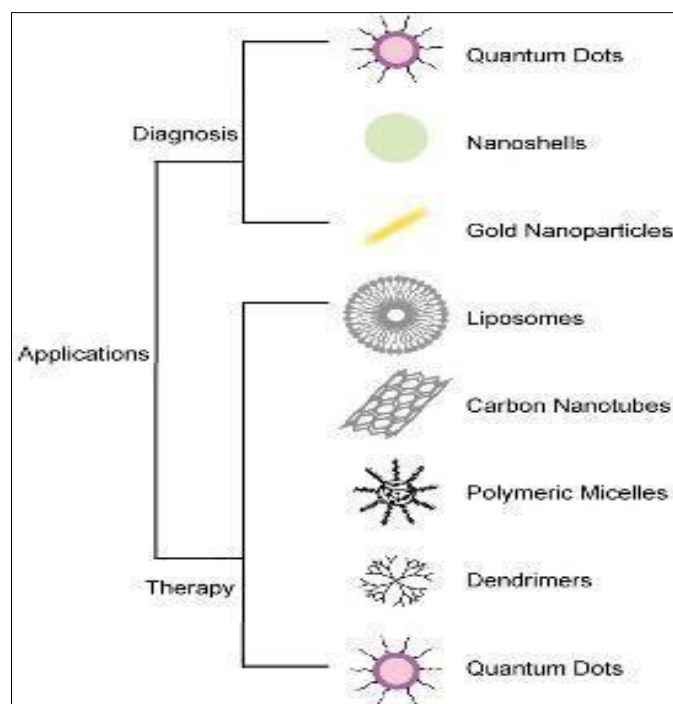 Quantum Dots
Diagnosis
Nanoshells
Gold Nanoparticles
Liposomes
Applications
Carbon Nanotubes
Polymeric Micelles
Therapy
Dendrimers
Quantum Dots